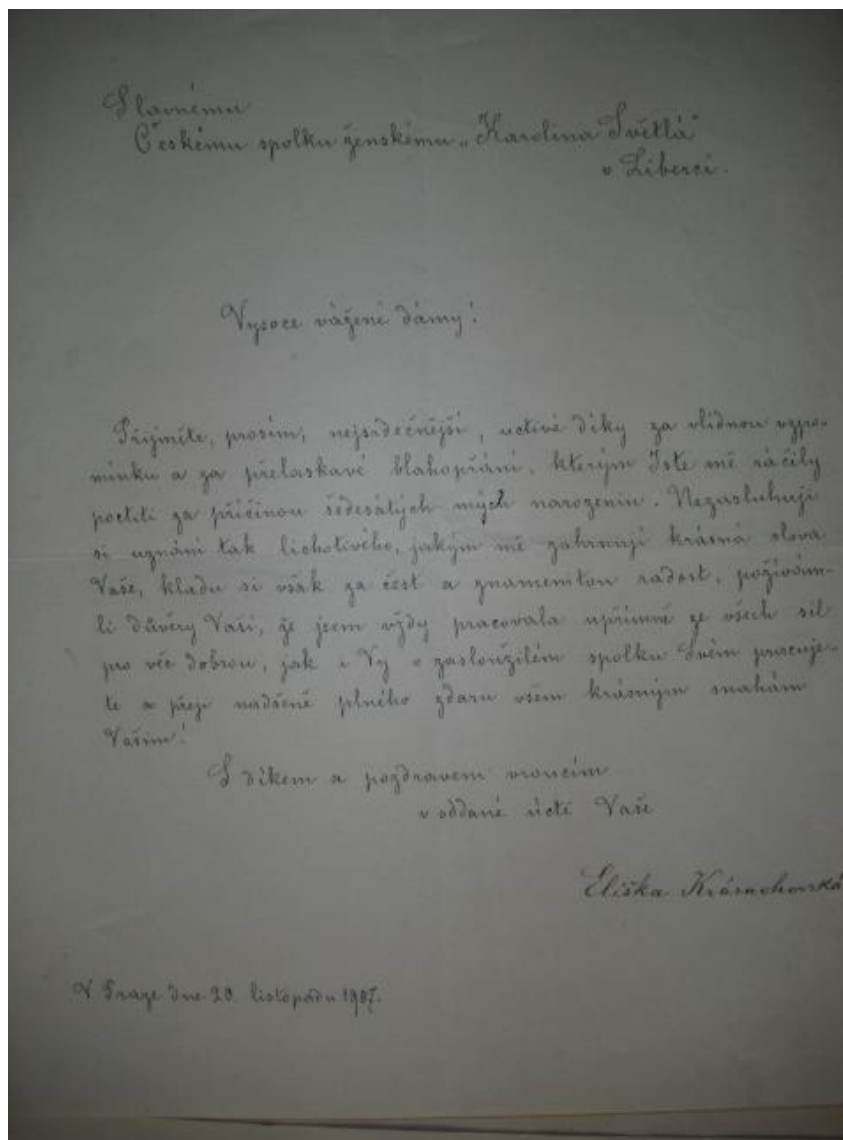 Slavnému
Českému spolku ženskému „Karolina Světlá“
v Liberci.
Vysoce vážené dámy!
Přijměte, prosím, nejsrdečnější, uctivé díky za vlídnou vzpo-
mínku a za přelaskavé blahopřání, kterým Jste mě ráčily
poctíti za příčinou šedesátých mých narozenin. Nezasluhuji
si uznání tak lichotivého, jakým mě zahrnují krásná slova
Vaše, kladu si však za čest a znamenitou radost, požívám-
li důvěry Vaší, že jsem vždy pracovala upřímně ze všech sil
pro věc dobrou, jak i Vy v zasloužilém spolku Svém pracuje-
te a přeji nadšeně plného zdaru všem krásným snahám
Vašim!
S díkem a pozdravem vroucím
v oddané úctě Vaše
Eliška Krásnohorská
V Praze dne 20. listopadu 1907.